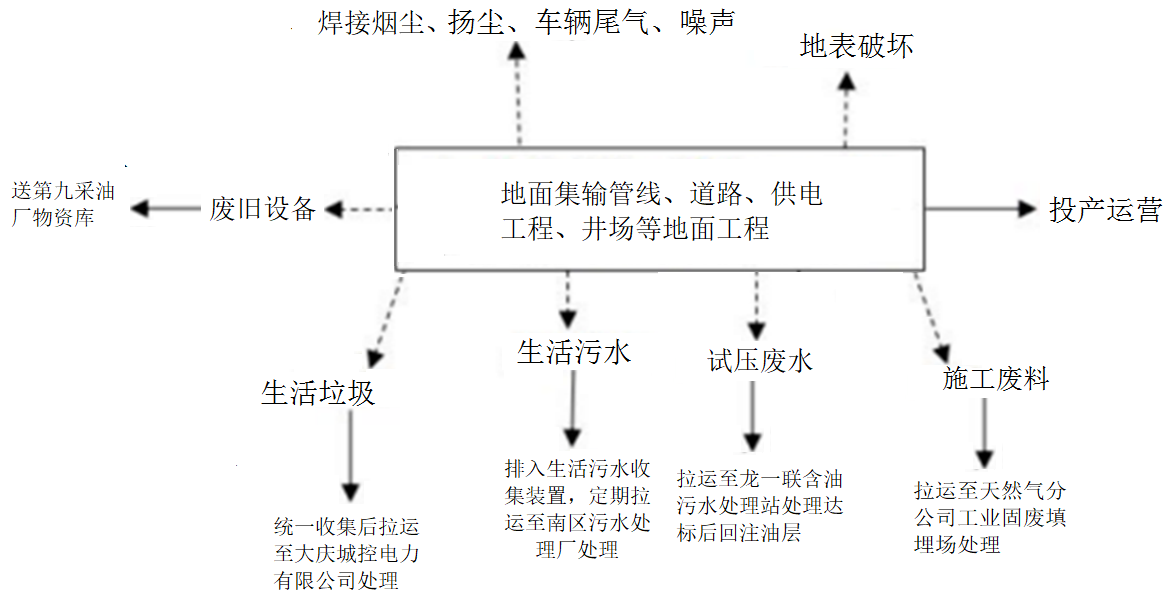 焊接烟尘、扬尘、车辆尾气、噪声
地表破坏
送第九采油
厂物资库
废旧设备
地面集输管线、道路、供电
工程、井场等地面工程
投产运营
生活垃圾
生活污水
试压废水
施工废料
统一收集后拉运
至大庆城控电力
有限公司处理
排入生活污水收
集装置，定期拉
运至南区污水处
理厂处理
拉运至龙一联含油
污水处理站处理达
标后回注油层
拉运至天然气分
公司工业固废填
埋场处理